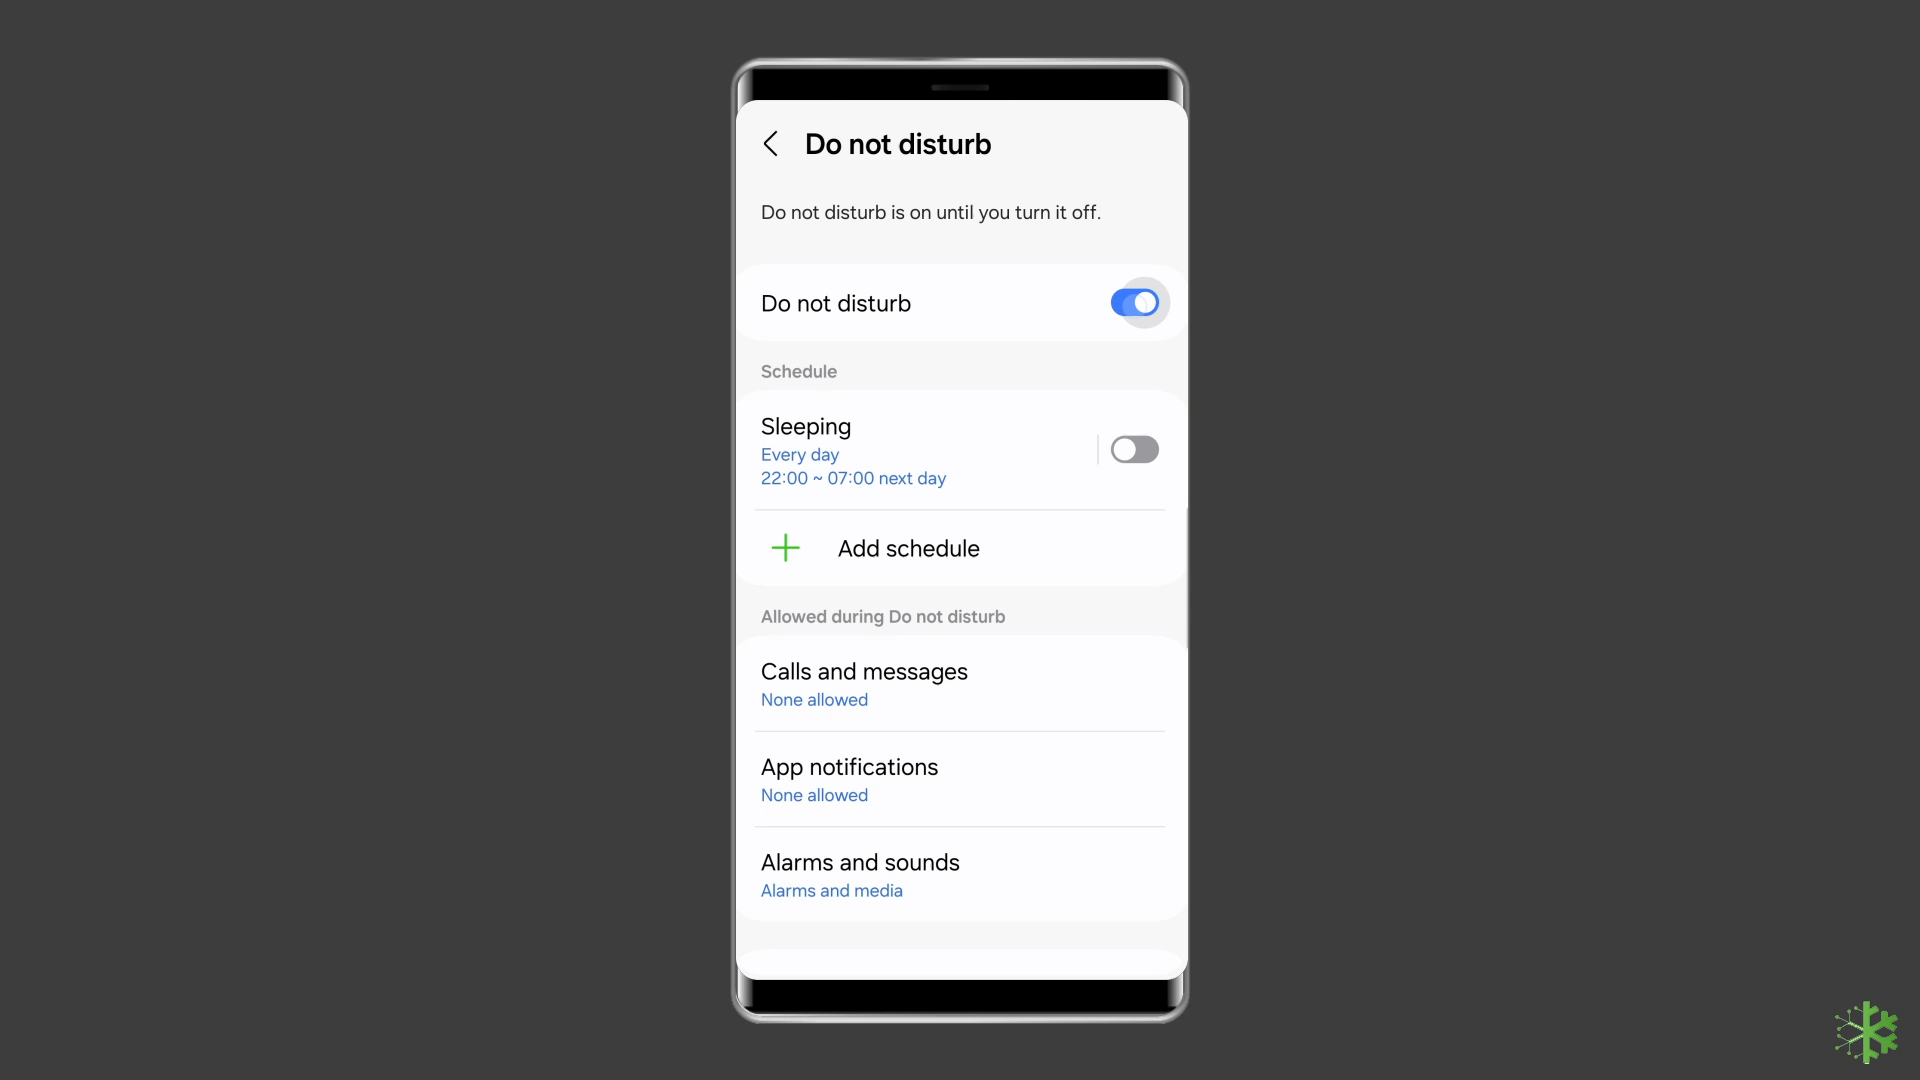 Do not disturb
Do not disturb is on until you turn it off.
Do not disturb
Schedule
Sleeping
Every day
22:00 ~ 07:00 next day
Add schedule
Allowed during Do not disturb
Calls and messages
None allowed
App notifications
None allowed
Alarms and sounds
Alarms and media